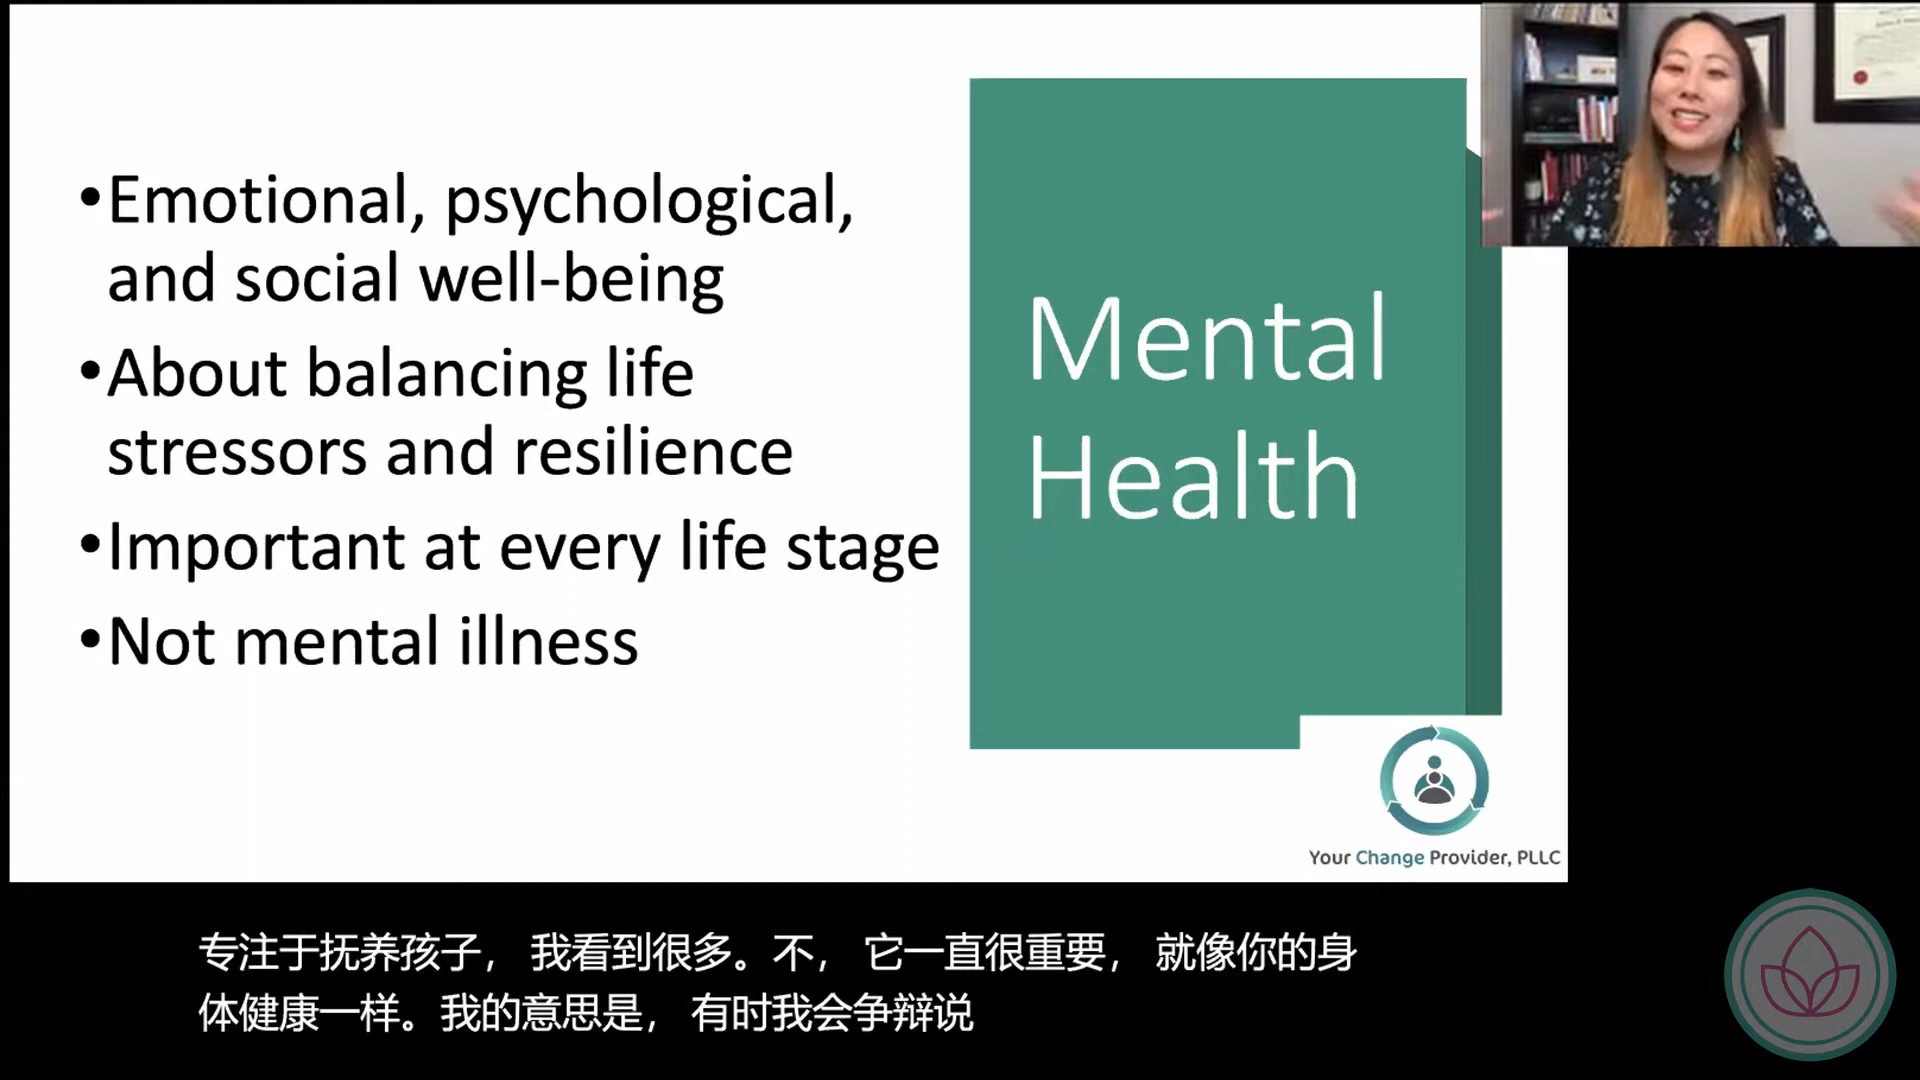 •Emotional, psychological,
and social well-being
•About balancing life
stressors and resilience
•Important at every life stage
•Not mental illness
Mental
Health
Your Change Provider, PLLC
专注于抚养孩子， 我看到很多。不， 它一直很重要， 就像你的身
体健康一样。我的意思是， 有时我会争辩说